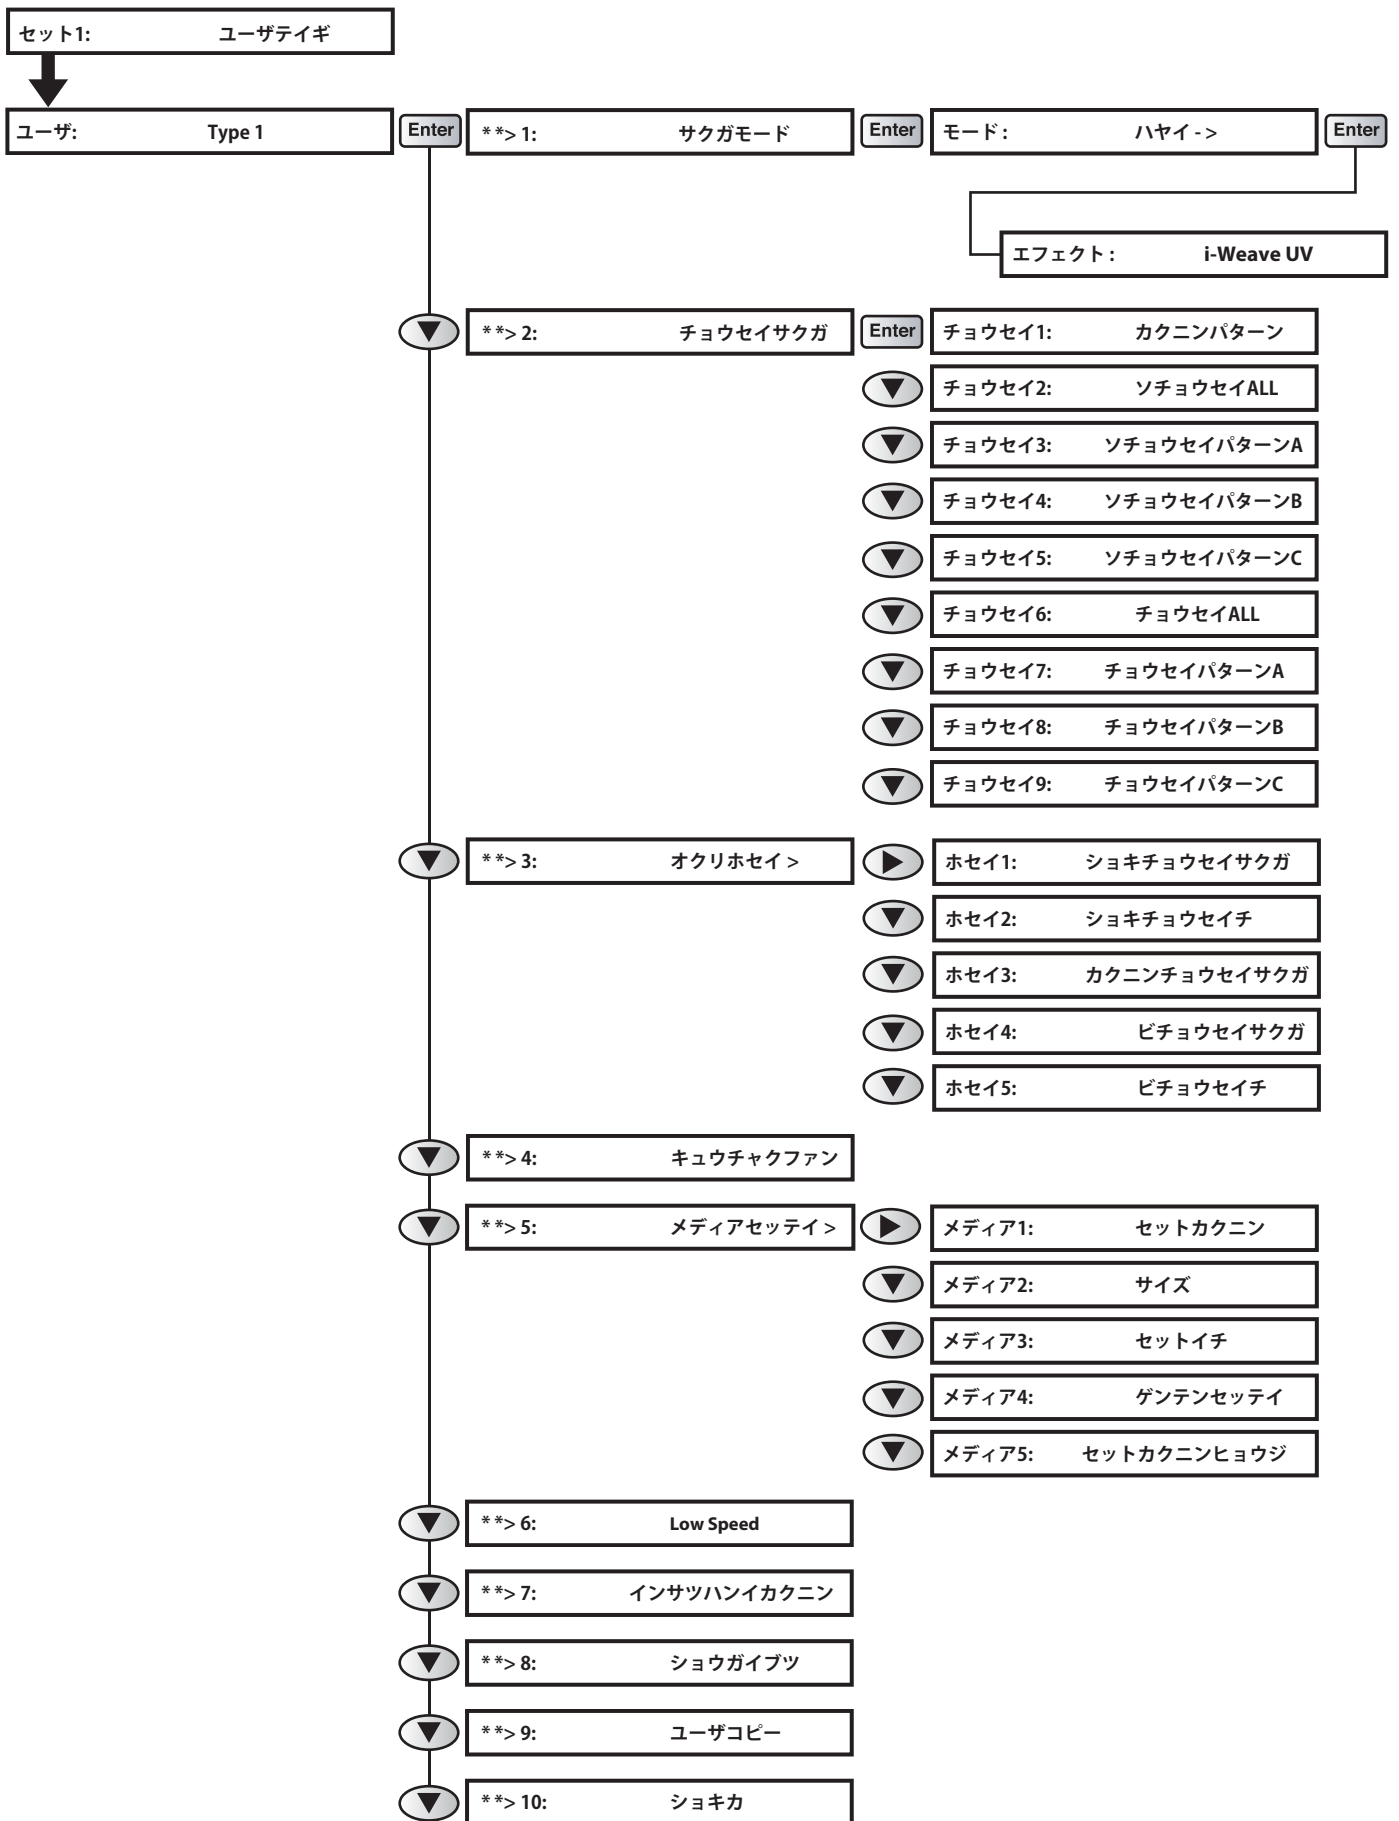 セット1: ユーザテイギ
ユーザ: Type 1 Enter **> 1: サクガモード Enter モード : ハヤイ - > Enter
エフェクト : i-Weave UV
**> 2: チョウセイサクガ Enter チョウセイ1: カクニンパターン
チョウセイ2: ソチョウセイALL
チョウセイ3: ソチョウセイパターンA
チョウセイ4: ソチョウセイパターンB
チョウセイ5: ソチョウセイパターンC
チョウセイ6: チョウセイALL
チョウセイ7: チョウセイパターンA
チョウセイ8: チョウセイパターンB
チョウセイ9: チョウセイパターンC
**> 3: オクリホセイ > ホセイ1: ショキチョウセイサクガ
ホセイ2: ショキチョウセイチ
ホセイ3: カクニンチョウセイサクガ
ホセイ4: ビチョウセイサクガ
ホセイ5: ビチョウセイチ
**> 4: キュウチャクファン
**> 5: メディアセッテイ > メディア1: セットカクニン
メディア2: サイズ
メディア3: セットイチ
メディア4: ゲンテンセッテイ
メディア5: セットカクニンヒョウジ
**> 6: Low Speed
**> 7: インサツハンイカクニン
**> 8: ショウガイブツ
**> 9: ユーザコピー
**> 10: ショキカ